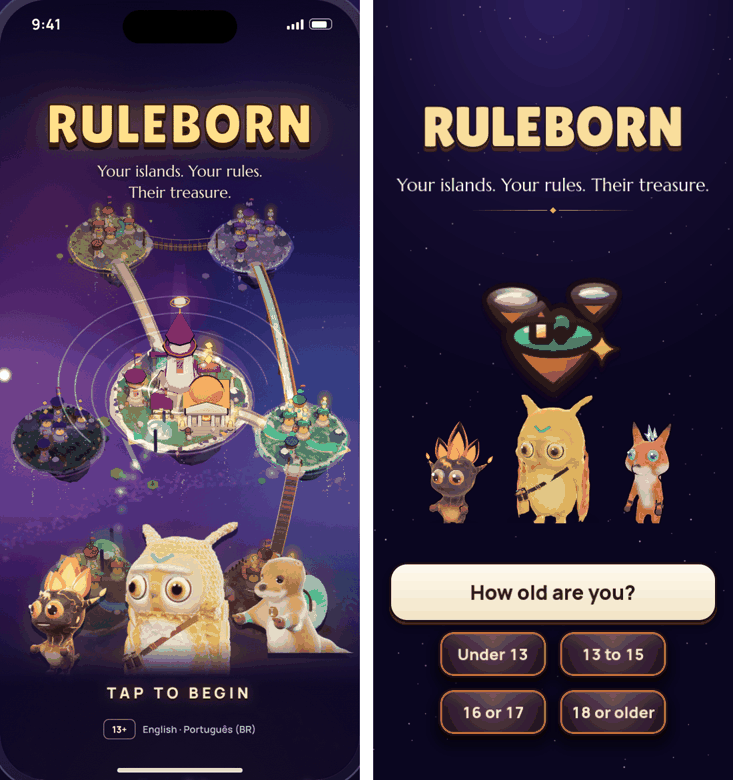 9:41
RULEBORN
Your islands. Your rules.
Their treasure.
TAP TO BEGIN
13+ English · Português (BR)
RULEBORN
Your islands. Your rules. Their treasure.
How old are you?
Under 13
13 to 15
16 or 17
18 or older